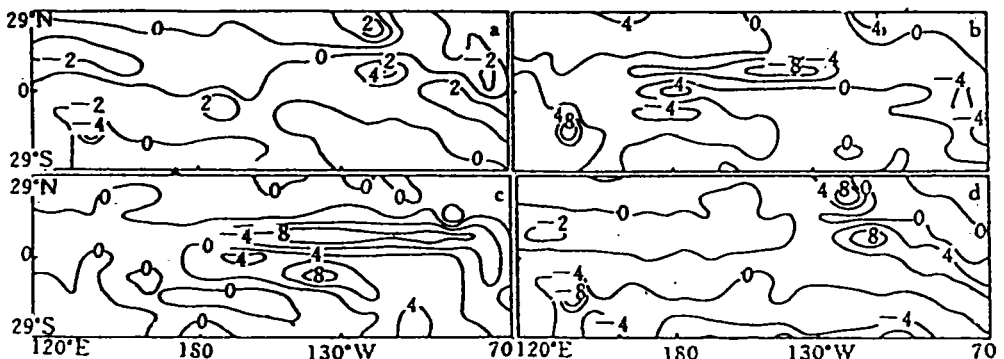 29°N 0 2 a
-2 0 2
4
0 2 2 -2
-2
-4 0 0
29°S
-4 0 4 0 b
-8 -4
-4 0 -4
4 8 -4
0
29°N 0 0 c
0 -4 -8
0 0 -4 4
8
0 0 4
29°S 0
4 8 0 d
0 0
-2 8 0
-4
-8 0
-4 -4
120°E 180 130°W 70
120°E 180 130°W 70